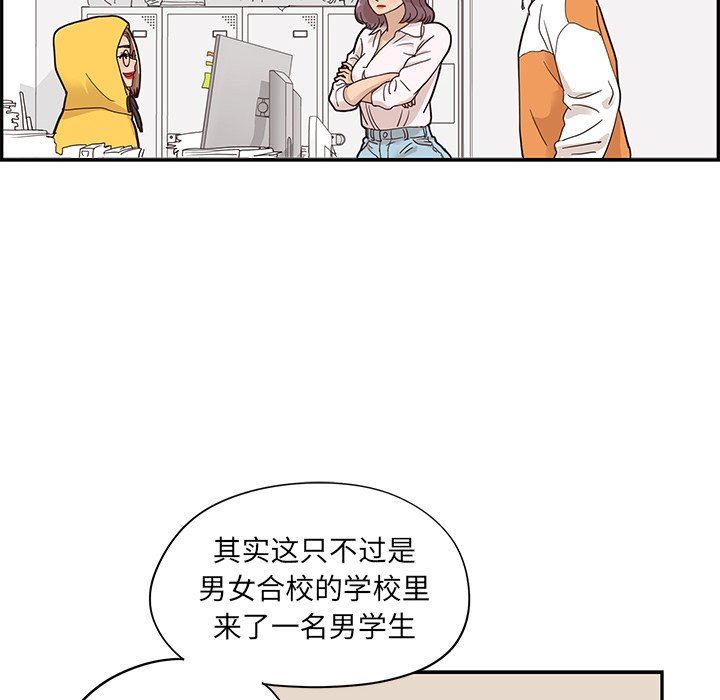 其实这只不过是
男女合校的学校里
来了一名男学生